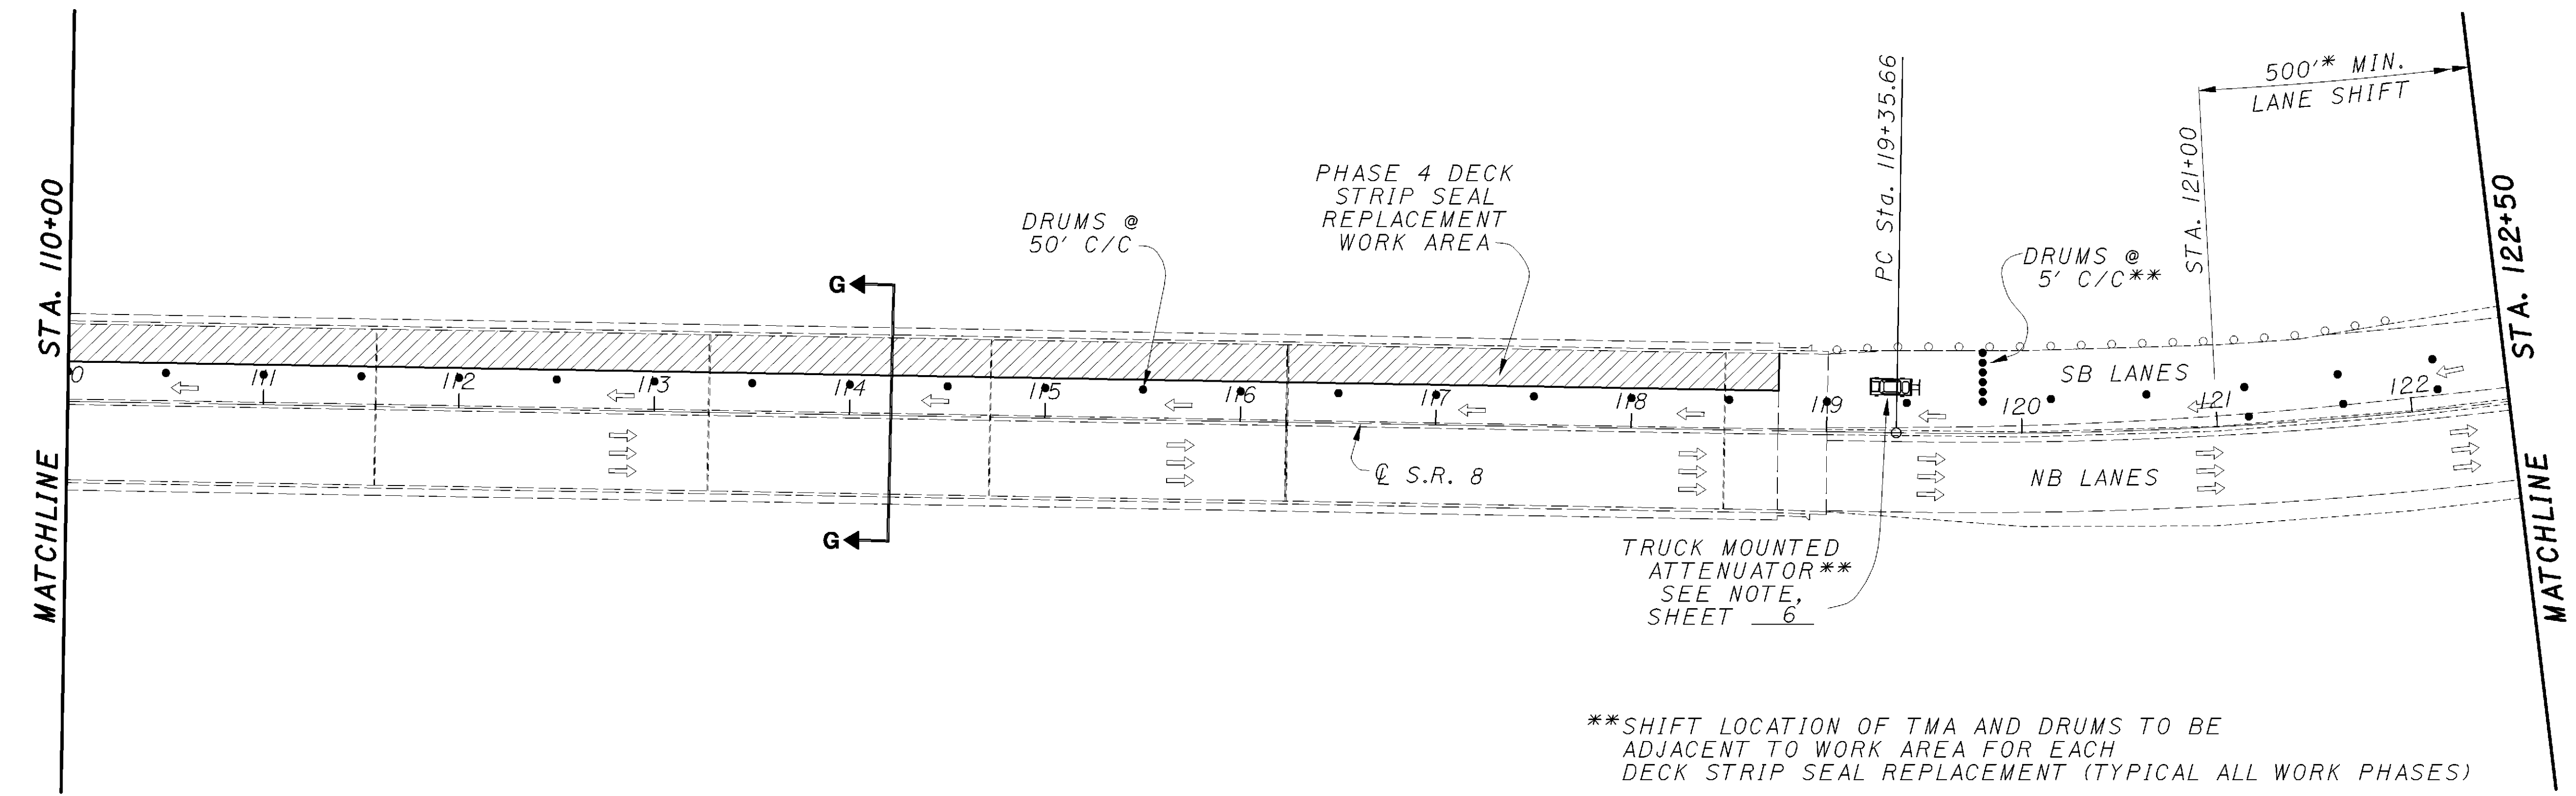 MATCHLINE STA. 110+00
G
G
DRUMS @
50' C/C
PHASE 4 DECK
STRIP SEAL
REPLACEMENT
WORK AREA
PC Sta. 119+35.66
DRUMS @
5' C/C**
STA. 121+00
500'* MIN.
LANE SHIFT
MATCHLINE STA. 122+50
0
111
112
113
114
115
116
117
118
119
120
121
122
SB LANES
NB LANES
℄ S.R. 8
TRUCK MOUNTED
ATTENUATOR**
SEE NOTE,
SHEET 6
**SHIFT LOCATION OF TMA AND DRUMS TO BE
ADJACENT TO WORK AREA FOR EACH
DECK STRIP SEAL REPLACEMENT (TYPICAL ALL WORK PHASES)